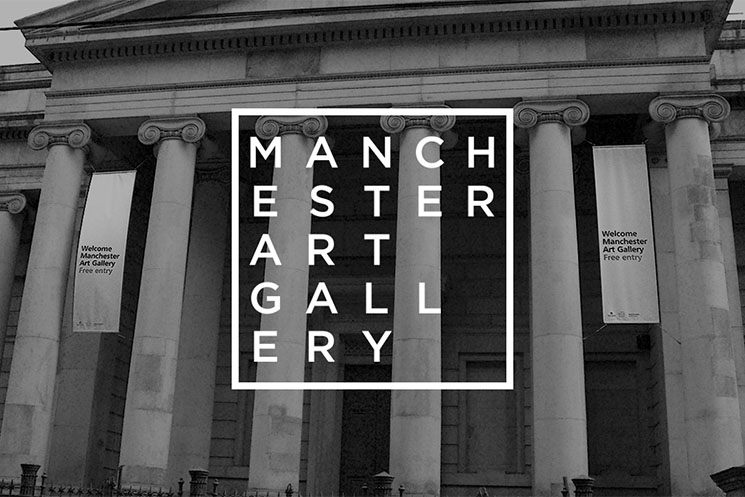 MANCH
ESTER
ART
GALL
ERY
Welcome
Manchester
Art Gallery
Free entry
Welcome
Manchester
Art Gallery
Free entry